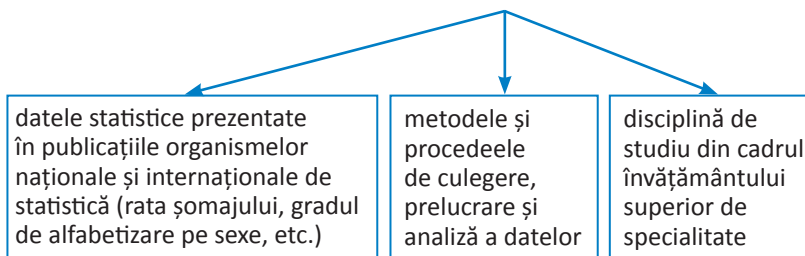 datele statistice prezentate
în publicațiile organismelor
naționale și internaționale de
statistică (rata șomajului, gradul
de alfabetizare pe sexe, etc.)
metodele și
procedeele
de culegere,
prelucrare și
analiză a datelor
disciplină de
studiu din cadrul
învățământului
superior de
specialitate